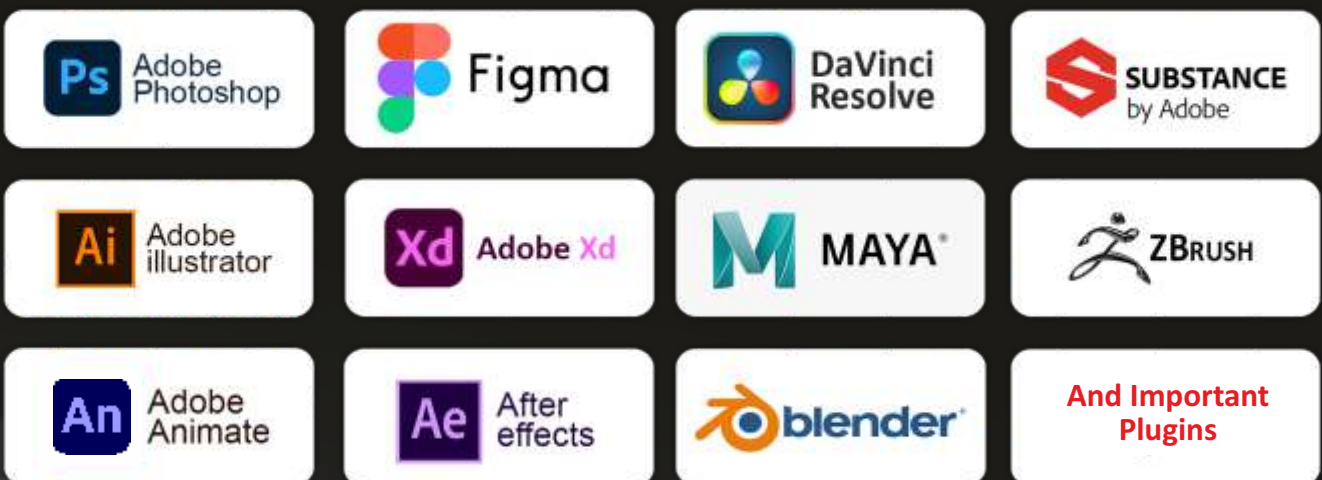 Ps Adobe
Photoshop
Figma
DaVinci
Resolve
SUBSTANCE
by Adobe
Ai Adobe
illustrator
Xd Adobe Xd
MAYA®
ZBRUSH
An Adobe
Animate
Ae After
effects
blender®
And Important
Plugins